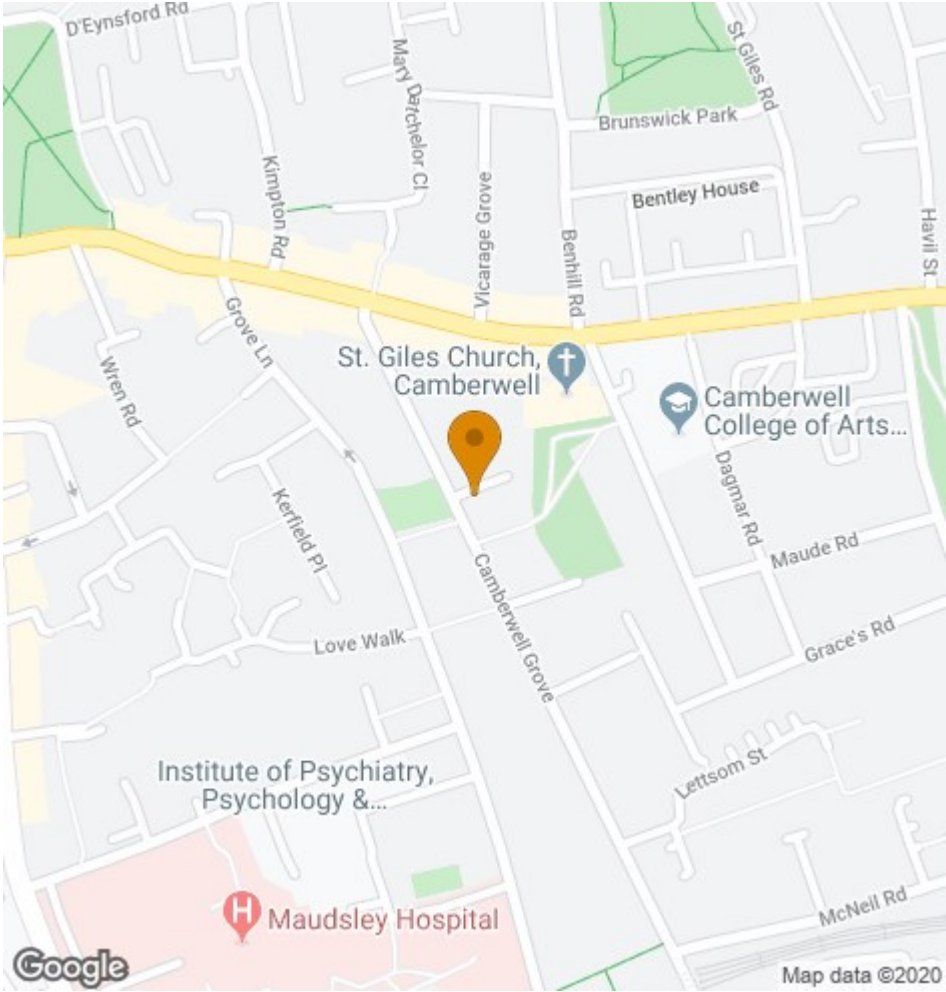 D'Eynsford Rd
Mary Datchelor Cl
St Giles Rd
Brunswick Park
Kimpton Rd
Vicarage Grove
Bentley House
Benhill Rd
Havil St
Grove Ln
St. Giles Church,
Camberwell
Wren Rd
Camberwell
College of Arts...
Dagmar Rd
Kerfield Pl
Maude Rd
Camberwell Grove
Love Walk
Grace's Rd
Institute of Psychiatry,
Psychology &...
Lettsom St
H
Maudsley Hospital
McNeil Rd
Google
Map data ©2020